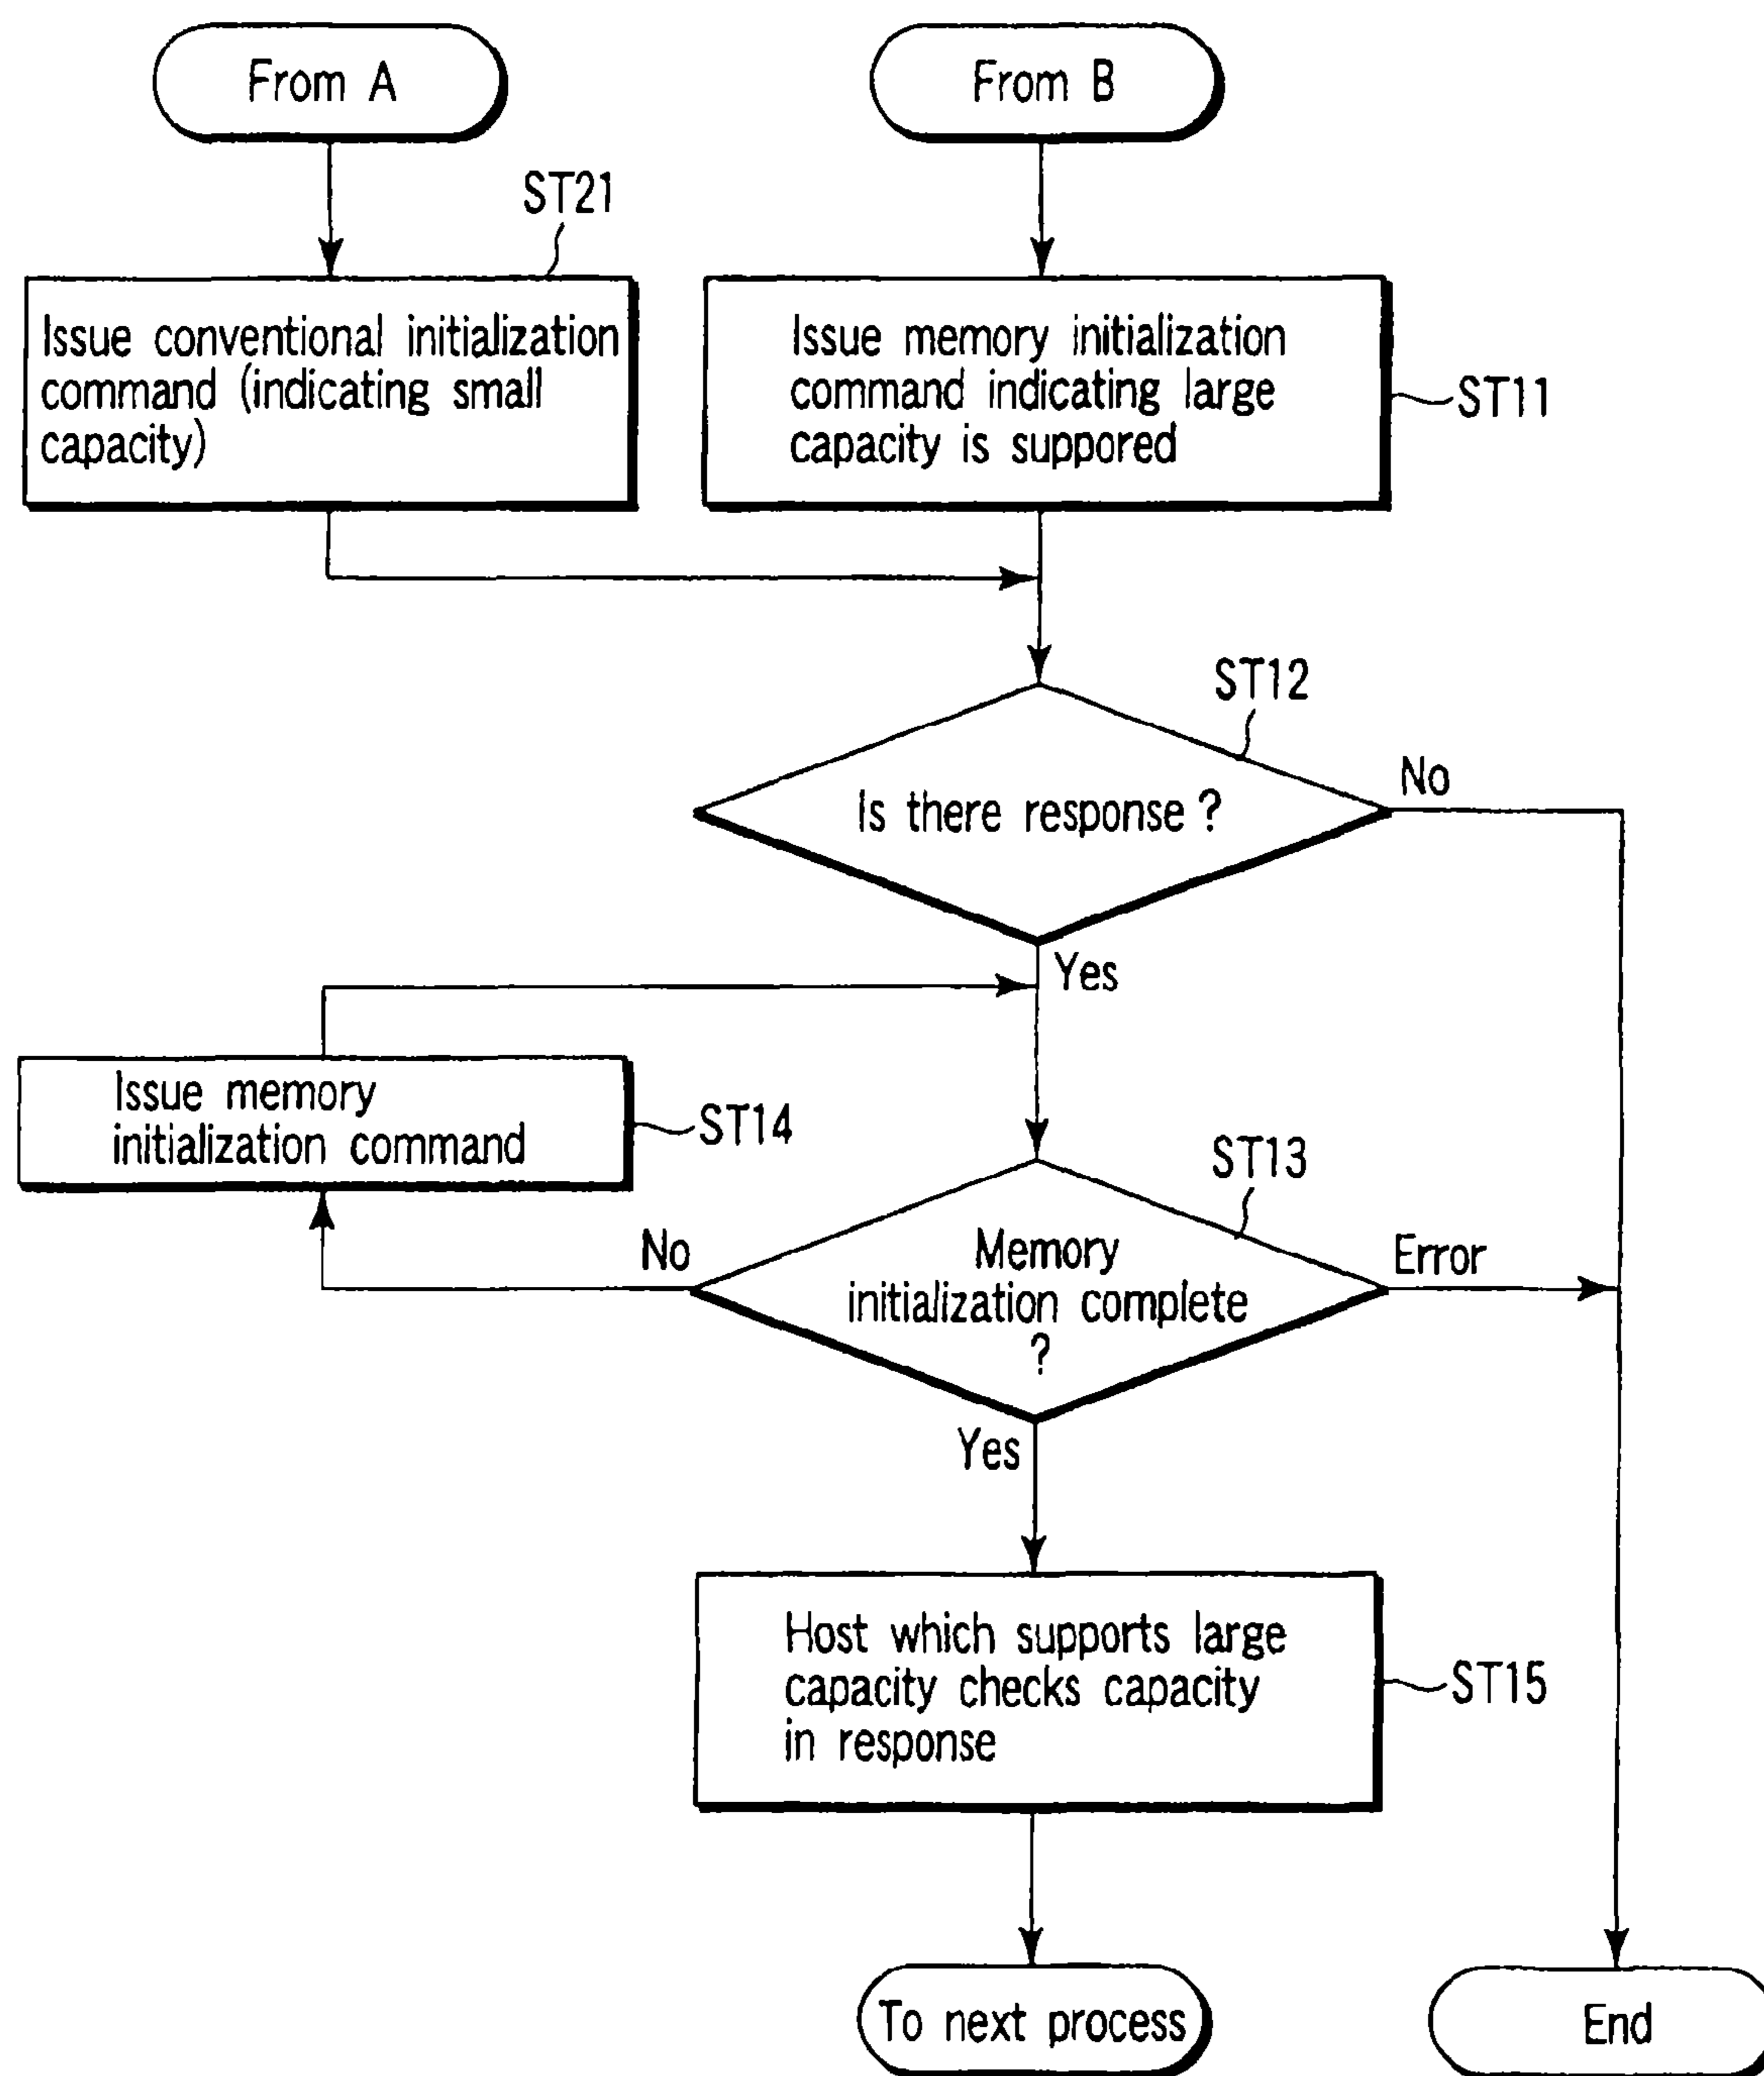 From A
From B
ST21
Issue conventional initialization
command (indicating small
capacity)
Issue memory initialization
command indicating large
capacity is suppored
ST11
ST12
Is there response ?
No
Yes
Issue memory
initialization command
ST14
ST13
No
Memory
initialization complete
?
Error
Yes
Host which supports large
capacity checks capacity
in response
ST15
To next process
End